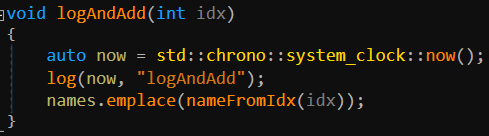 void logAndAdd(int idx)
{
    auto now = std::chrono::system_clock::now();
    log(now, "logAndAdd");
    names.emplace(nameFromIdx(idx));
}